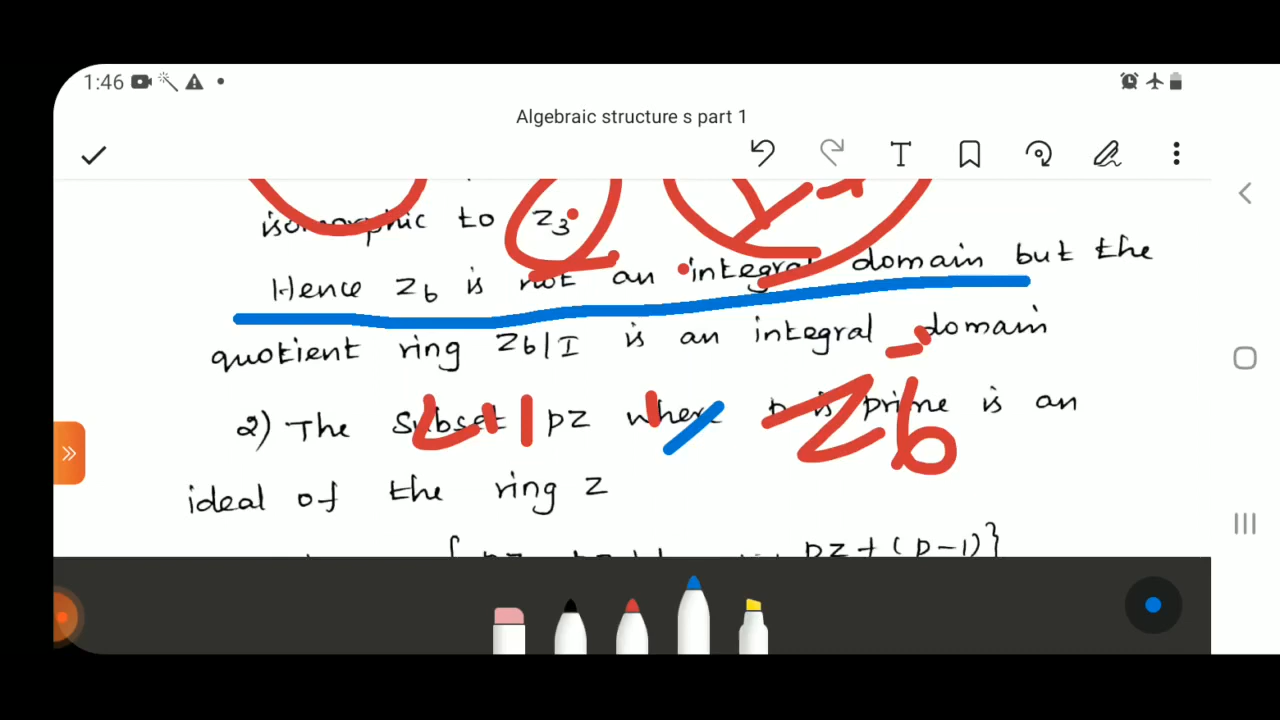 1:46
Algebraic structure s part 1
T
isomorphic to z3
Hence z6 is not an integral domain but the
quotient ring z6/I is an integral domain
2) The subset pz where p is prime is an
z6
ideal of the ring z
pz + (p-1)}